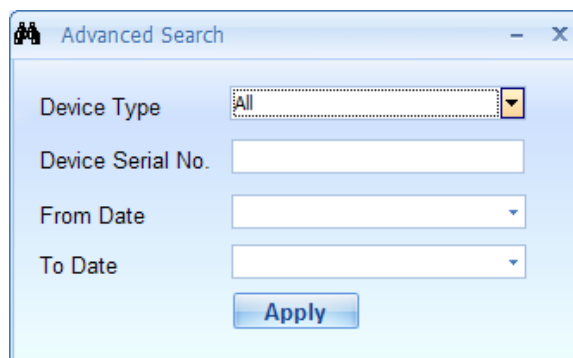 Advanced Search
Device Type All
Device Serial No.
From Date
To Date
Apply